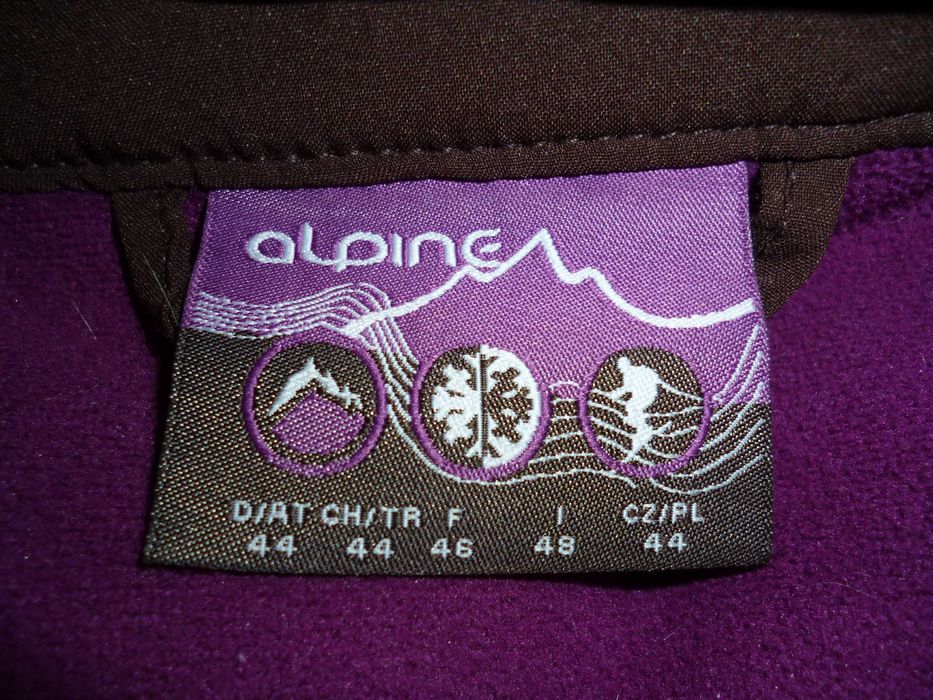 alpine
D/AT CH/TR F I CZ/PL
44 44 46 48 44